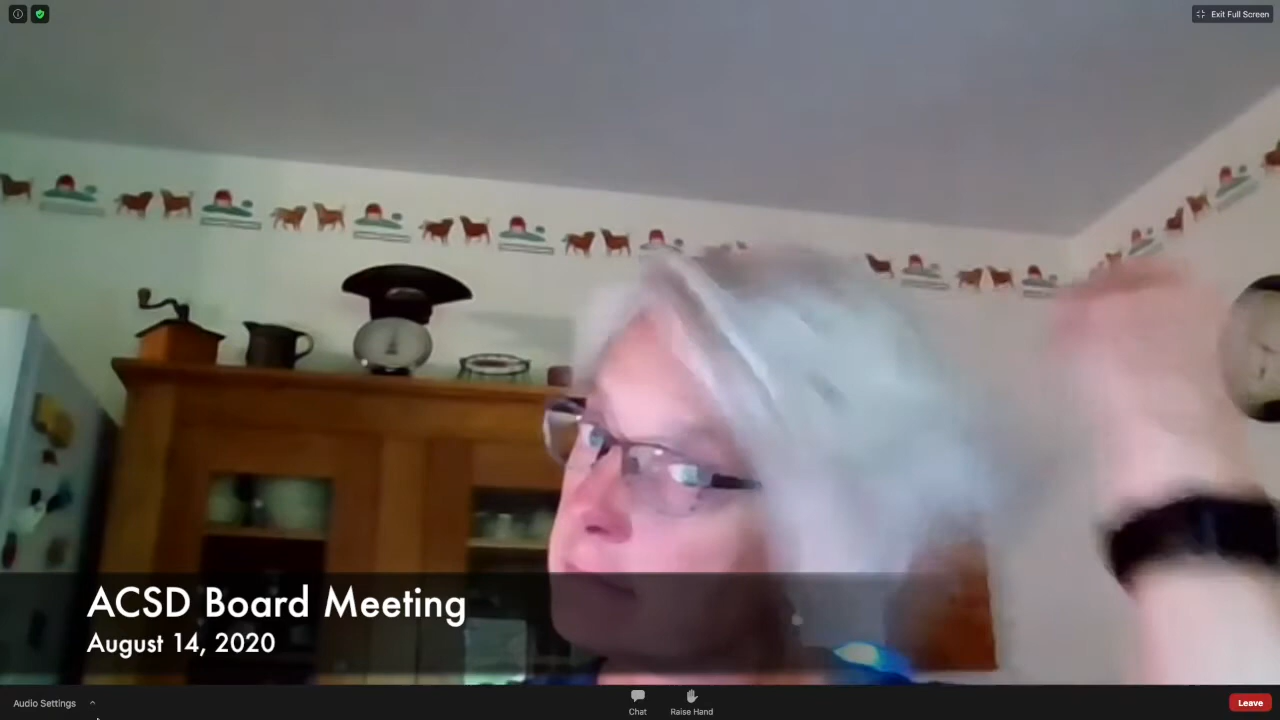 Exit Full Screen
ACSD Board Meeting
August 14, 2020
Audio Settings
Chat
Raise Hand
Leave